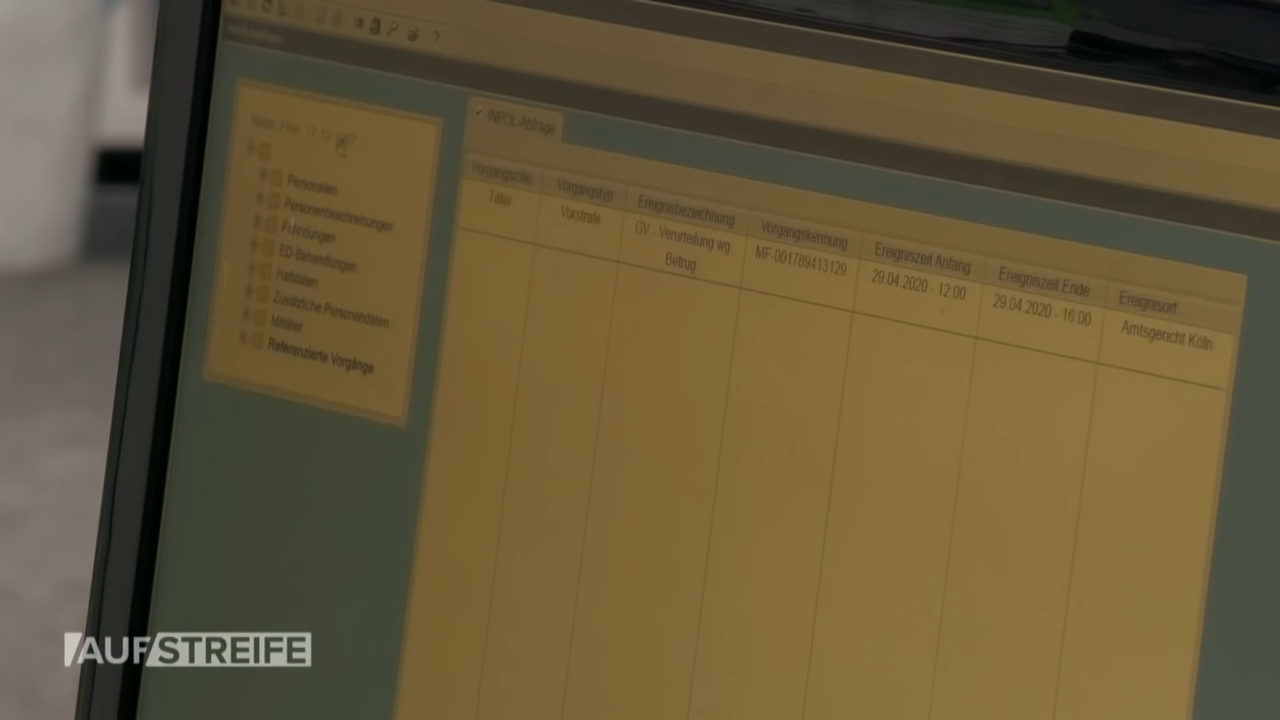 ?
✓ INPOL-Abfrage
Personalien
Personenbeschreibungen
Fahndungen
ED-Behandlungen
Haftdaten
Zusätzliche Personendaten
Mittäter
Referenzierte Vorgänge
Vorgangsrolle Vorgangstyp Ereignisbezeichnung Vorgangskennung Ereigniszeit Anfang Ereigniszeit Ende Ereignisort
Täter Vorstrafe GV - Verurteilung wg MF-001789413129 29.04.2020 - 12:00 29.04.2020 - 16:00 Amtsgericht Köln
Betrug
AUF STREIFE